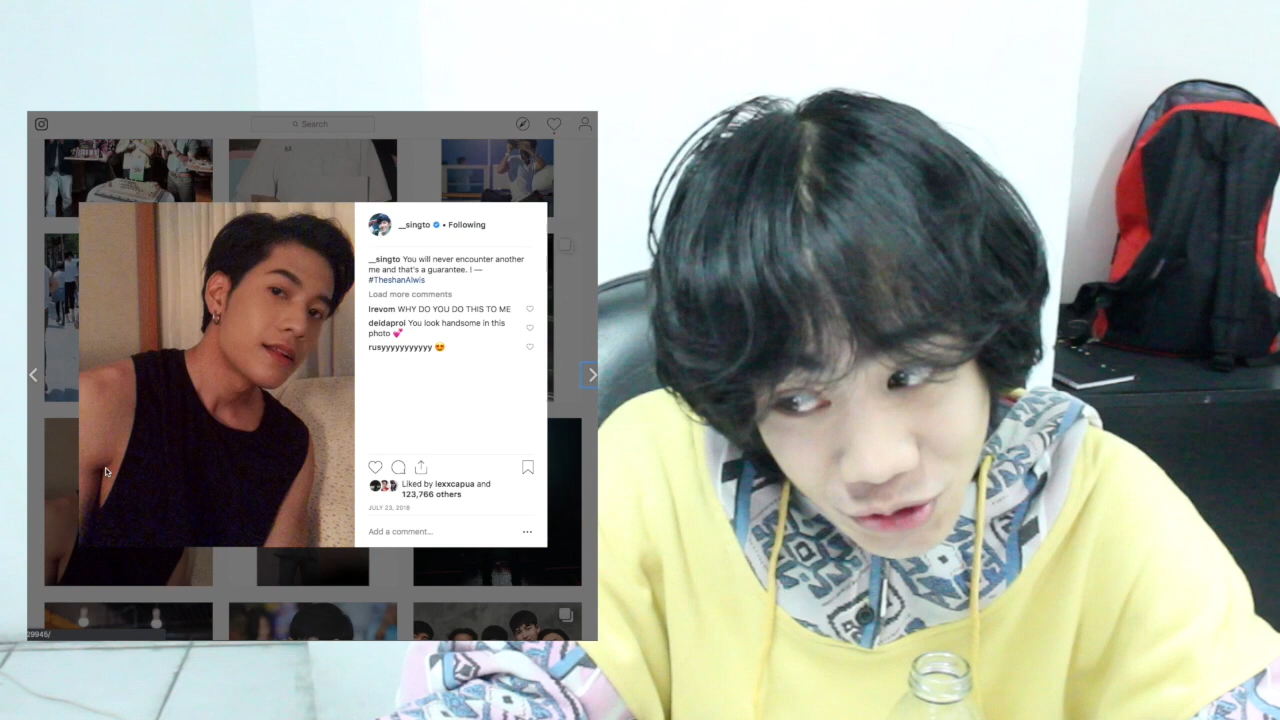 Search
__singto • Following
__singto You will never encounter another
me and that's a guarantee. ! —
#TheshanAlwis
Load more comments
lrevom WHY DO YOU DO THIS TO ME
deidaprol You look handsome in this
photo 💕
rusyyyyyyyyyyy 😍
Liked by lexxcapua and
123,766 others
JULY 23, 2018
Add a comment...
29945/